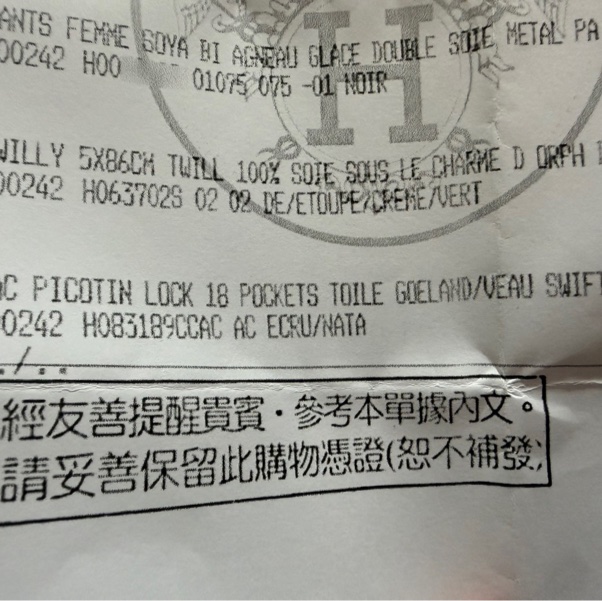 ANTS FEMME SOYA BI AGNEAU GLACE DOUBLE SOIE METAL PA
00242 H00 01075 075 -01 NOIR
WILLY 5X86CM TWILL 100% SOIE SOUS LE CHARME D ORPH
00242 H063702S 02 02 DE/ETOUPE/CREME/VERT
AC PICOTIN LOCK 18 POCKETS TOILE GOELAND/VEAU SWIFT
00242 H083189CCAC AC ECRU/NATA
../..
經友善提醒貴賓·參考本單據內文。
請妥善保留此購物憑證(恕不補發)
H